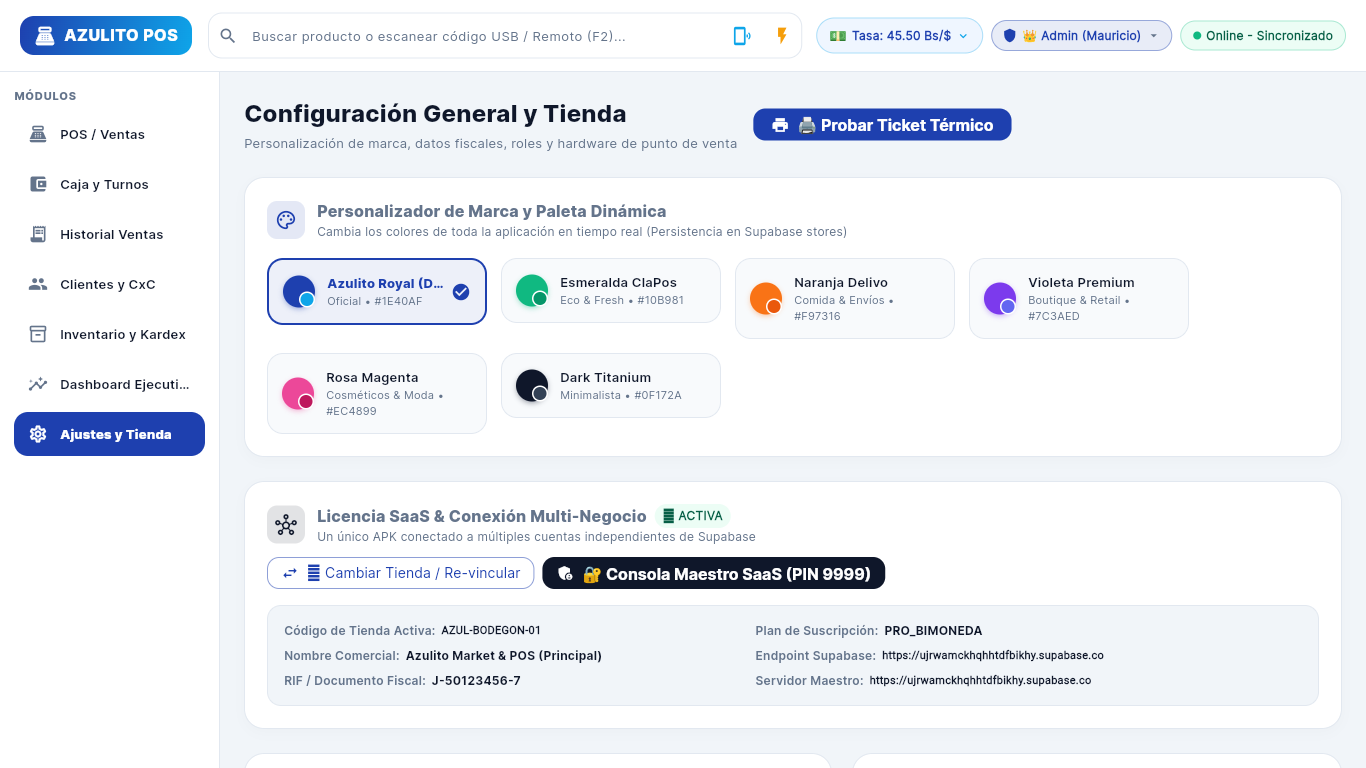 AZULITO POS
Buscar producto o escanear código USB / Remoto (F2)...
Tasa: 45.50 Bs/$
Admin (Mauricio)
Online - Sincronizado
MÓDULOS
POS / Ventas
Caja y Turnos
Historial Ventas
Clientes y CxC
Inventario y Kardex
Dashboard Ejecuti...
Ajustes y Tienda
Configuración General y Tienda
Personalización de marca, datos fiscales, roles y hardware de punto de venta
Probar Ticket Térmico
Personalizador de Marca y Paleta Dinámica
Cambia los colores de toda la aplicación en tiempo real (Persistencia en Supabase stores)
Azulito Royal (D...
Oficial • #1E40AF
Esmeralda ClaPos
Eco & Fresh • #10B981
Naranja Delivo
Comida & Envíos •
#F97316
Violeta Premium
Boutique & Retail •
#7C3AED
Rosa Magenta
Cosméticos & Moda •
#EC4899
Dark Titanium
Minimalista • #0F172A
Licencia SaaS & Conexión Multi-Negocio
ACTIVA
Un único APK conectado a múltiples cuentas independientes de Supabase
Cambiar Tienda / Re-vincular
Consola Maestro SaaS (PIN 9999)
Código de Tienda Activa: AZUL-BODEGON-01
Nombre Comercial: Azulito Market & POS (Principal)
RIF / Documento Fiscal: J-50123456-7
Plan de Suscripción: PRO_BIMONEDA
Endpoint Supabase: https://ujrwamckhqhhtdfbikhy.supabase.co
Servidor Maestro: https://ujrwamckhqhhtdfbikhy.supabase.co